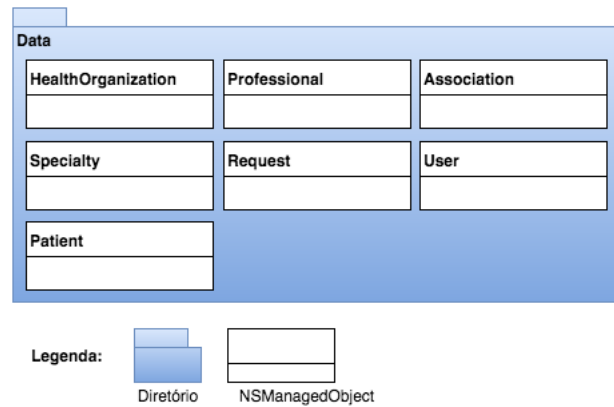 Data
HealthOrganization
Professional
Association
Specialty
Request
User
Patient
Legenda:
Diretório
NSManagedObject